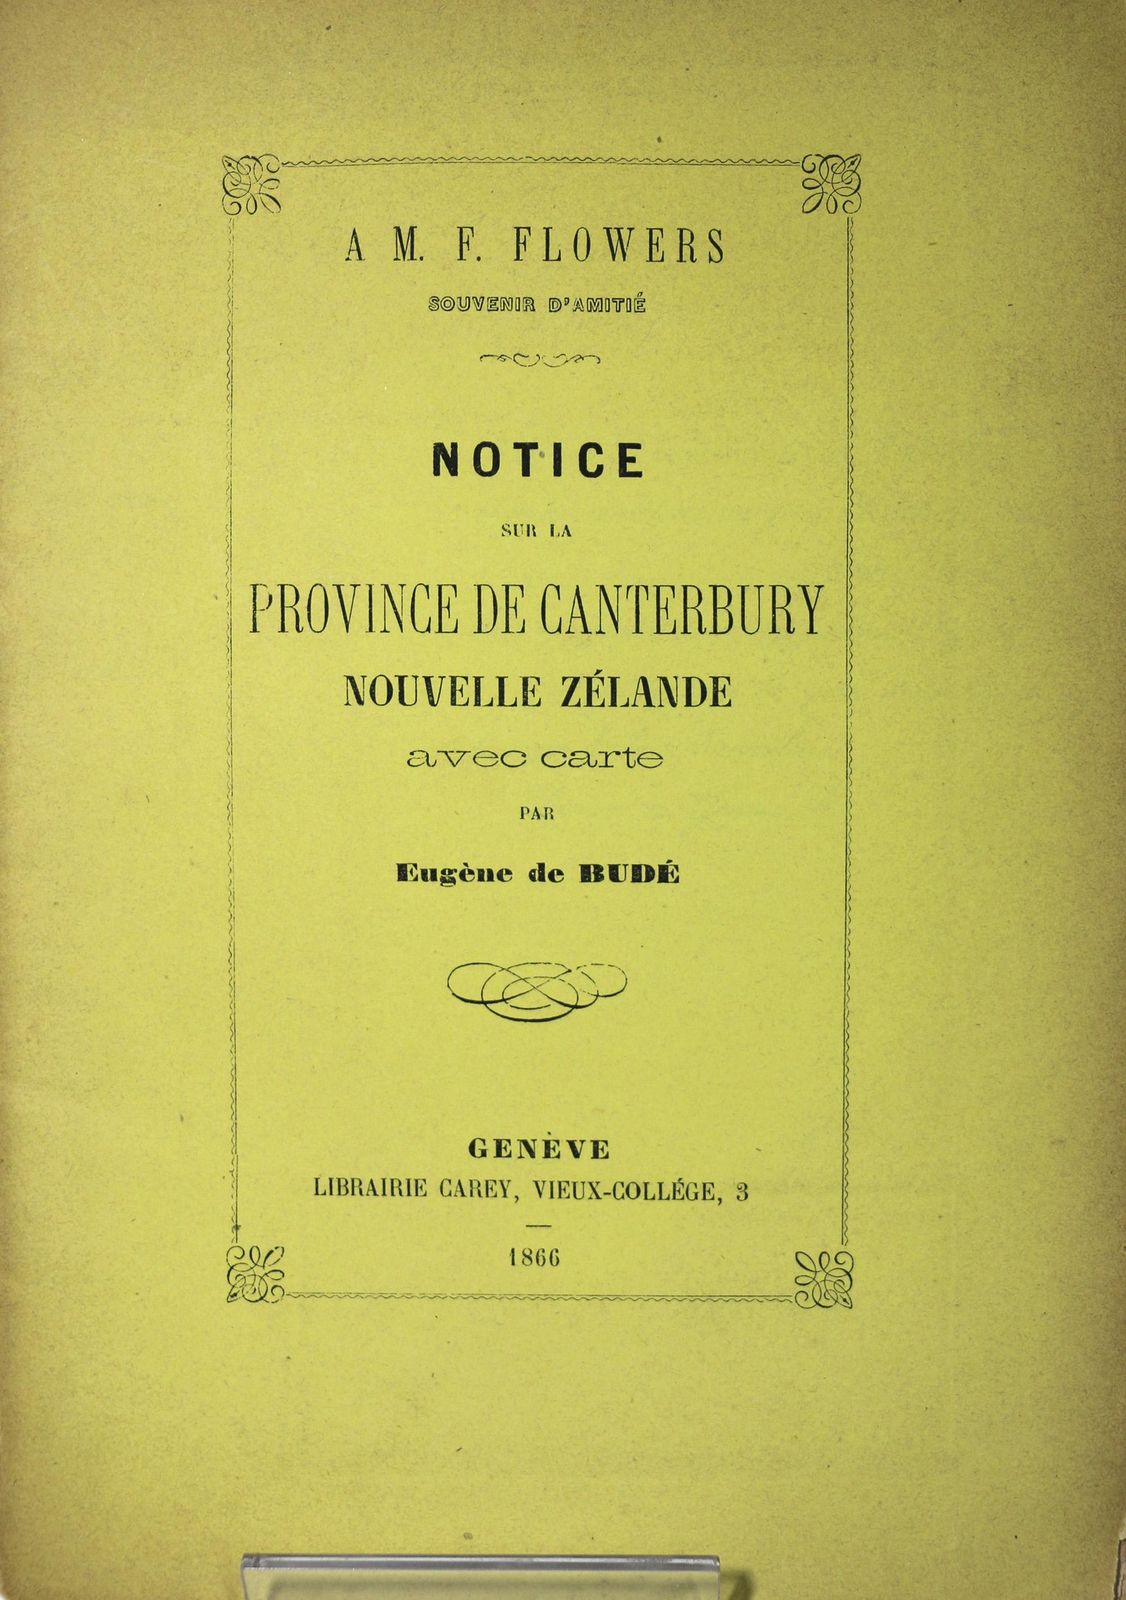 A M. F. FLOWERS
SOUVENIR D'AMITIÉ
NOTICE
SUR LA
PROVINCE DE CANTERBURY
NOUVELLE ZÉLANDE
avec carte
PAR
Eugène de BUDÉ
GENÈVE
LIBRAIRIE CAREY, VIEUX-COLLÉGE, 3
1866